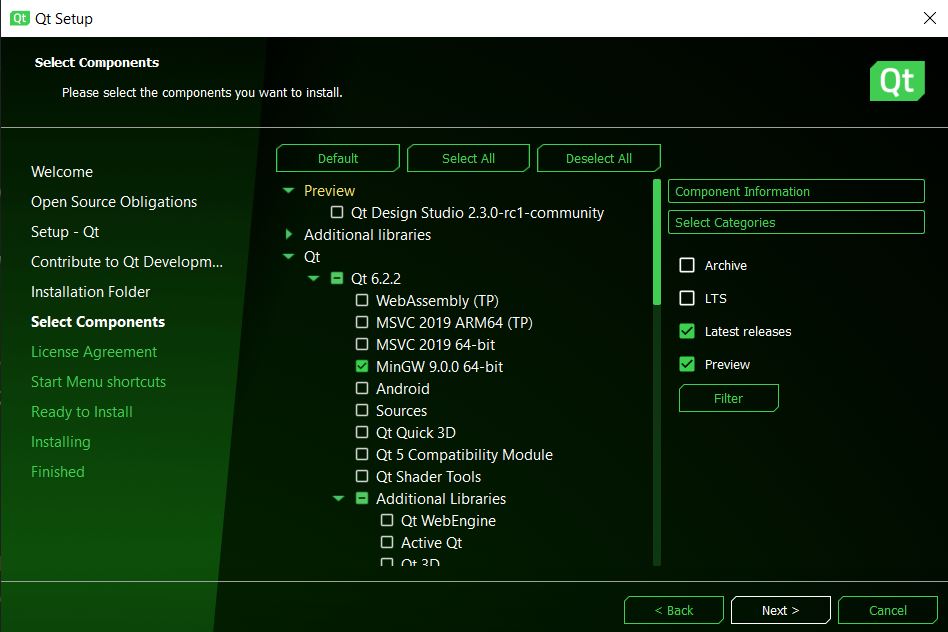 Qt Qt Setup
Select Components
Please select the components you want to install.
Qt
Welcome
Open Source Obligations
Setup - Qt
Contribute to Qt Developm...
Installation Folder
Select Components
License Agreement
Start Menu shortcuts
Ready to Install
Installing
Finished
Default Select All Deselect All
Preview
Qt Design Studio 2.3.0-rc1-community
Additional libraries
Qt
Qt 6.2.2
WebAssembly (TP)
MSVC 2019 ARM64 (TP)
MSVC 2019 64-bit
MinGW 9.0.0 64-bit
Android
Sources
Qt Quick 3D
Qt 5 Compatibility Module
Qt Shader Tools
Additional Libraries
Qt WebEngine
Active Qt
Qt 3D
Component Information
Select Categories
Archive
LTS
Latest releases
Preview
Filter
< Back Next > Cancel